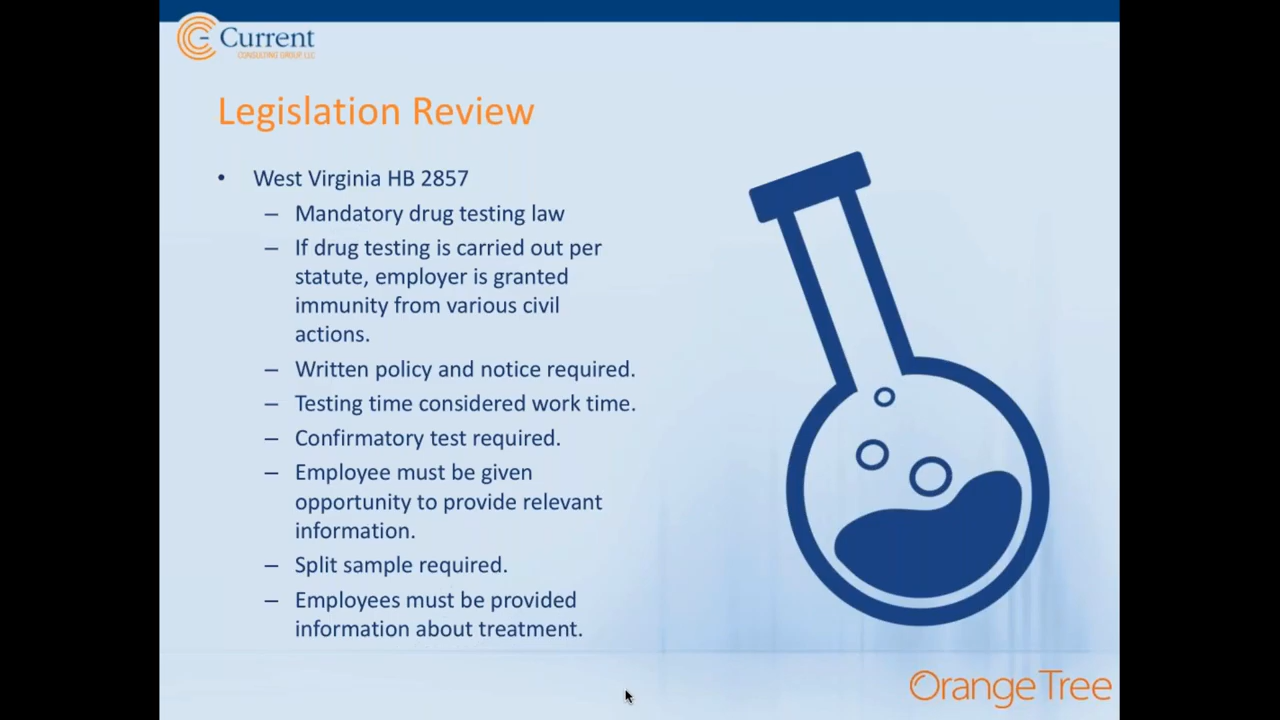 Current
CONSULTING GROUP, LLC
Legislation Review
• West Virginia HB 2857
– Mandatory drug testing law
– If drug testing is carried out per
statute, employer is granted
immunity from various civil
actions.
– Written policy and notice required.
– Testing time considered work time.
– Confirmatory test required.
– Employee must be given
opportunity to provide relevant
information.
– Split sample required.
– Employees must be provided
information about treatment.
OrangeTree